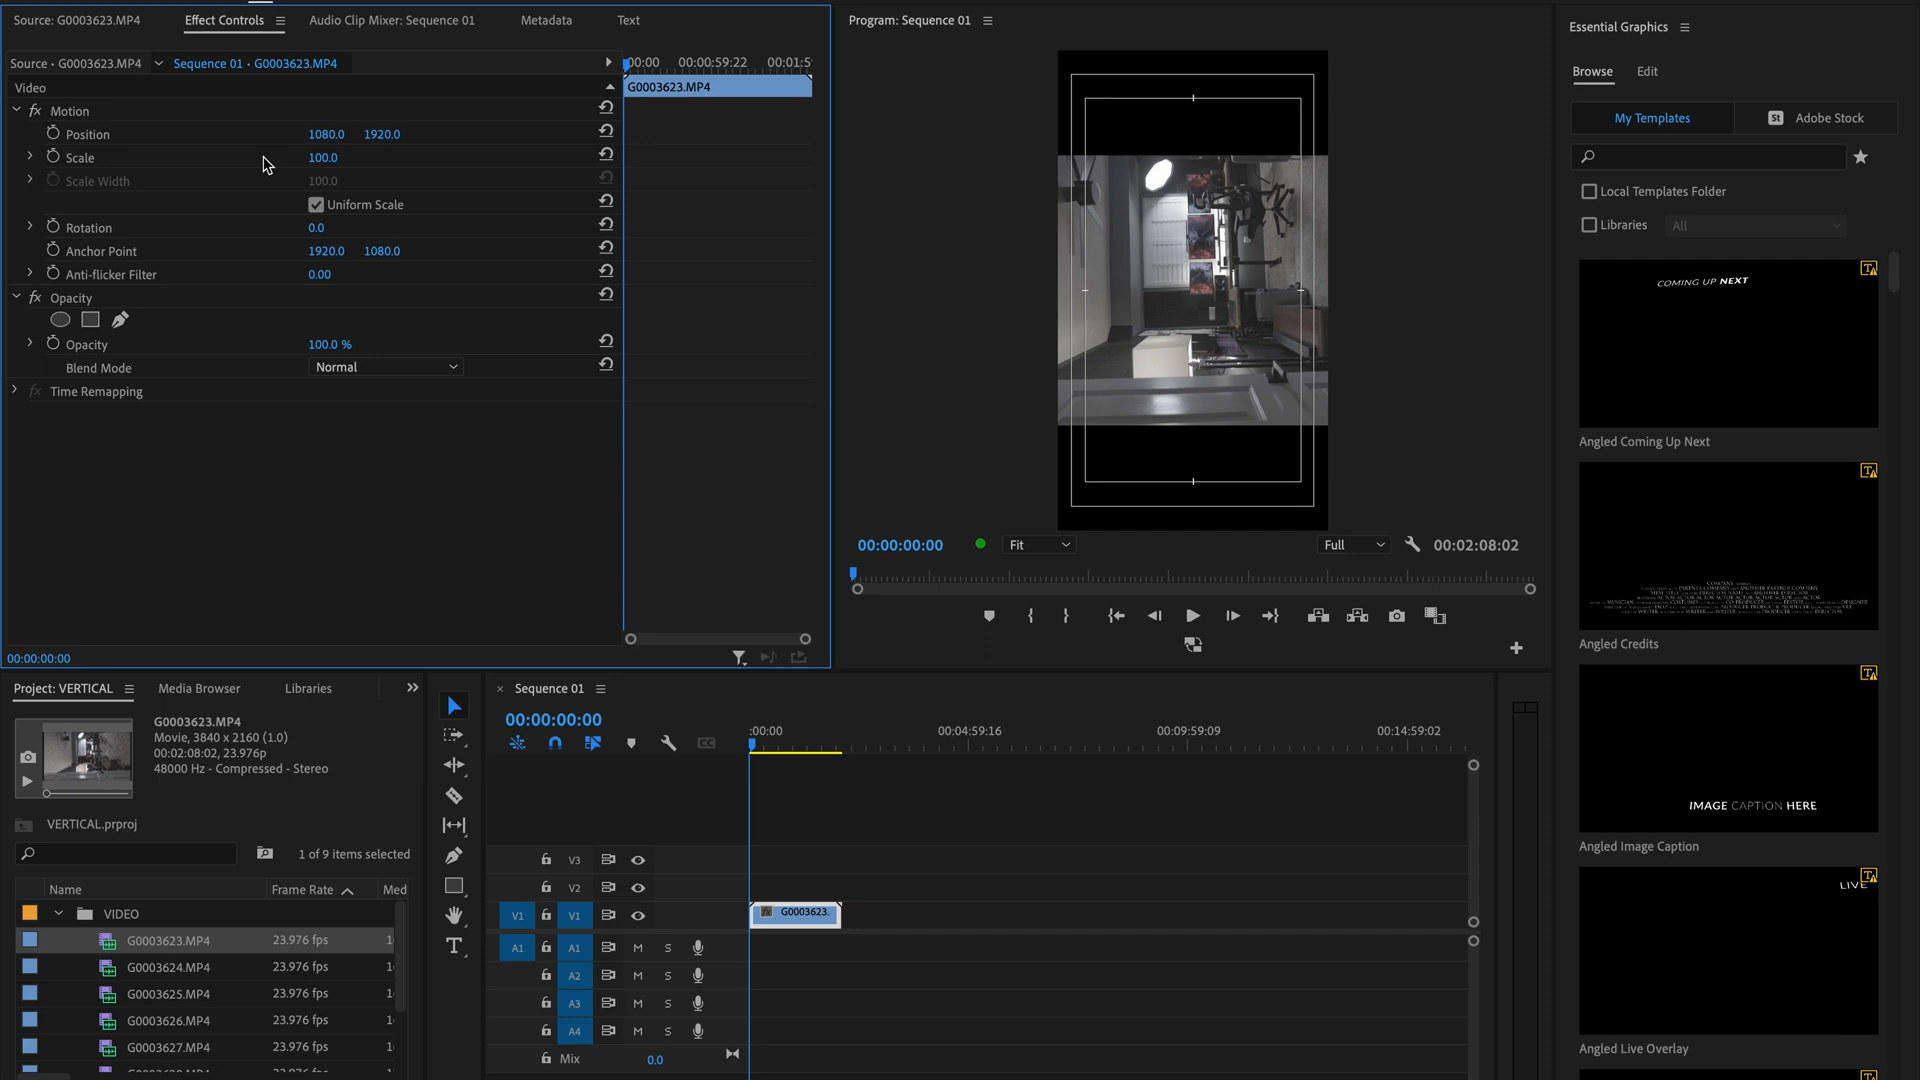 Source: G0003623.MP4
Effect Controls
Audio Clip Mixer: Sequence 01
Metadata
Text
Source • G0003623.MP4
Sequence 01 • G0003623.MP4
:00:00
00:00:59:22
00:01:5
Video
G0003623.MP4
fx Motion
Position 1080.0 1920.0
Scale 100.0
Scale Width 100.0
Uniform Scale
Rotation 0.0
Anchor Point 1920.0 1080.0
Anti-flicker Filter 0.00
fx Opacity
Opacity 100.0 %
Blend Mode Normal
fx Time Remapping
00:00:00:00
Program: Sequence 01
00:00:00:00
Fit
Full
00:02:08:02
Essential Graphics
Browse
Edit
My Templates
St Adobe Stock
Local Templates Folder
Libraries All
COMING UP NEXT
Angled Coming Up Next
Angled Credits
IMAGE CAPTION HERE
Angled Image Caption
LIVE
Angled Live Overlay
Project: VERTICAL
Media Browser
Libraries
G0003623.MP4
Movie, 3840 x 2160 (1.0)
00:02:08:02, 23.976p
48000 Hz - Compressed - Stereo
VERTICAL.prproj
1 of 9 items selected
Name Frame Rate Med
VIDEO
G0003623.MP4 23.976 fps
G0003624.MP4 23.976 fps
G0003625.MP4 23.976 fps
G0003626.MP4 23.976 fps
G0003627.MP4 23.976 fps
Sequence 01
00:00:00:00
:00:00
00:04:59:16
00:09:59:09
00:14:59:02
V3
V2
V1 V1
fx G0003623.
A1 A1 M S
A2 M S
A3 M S
A4 M S
Mix 0.0